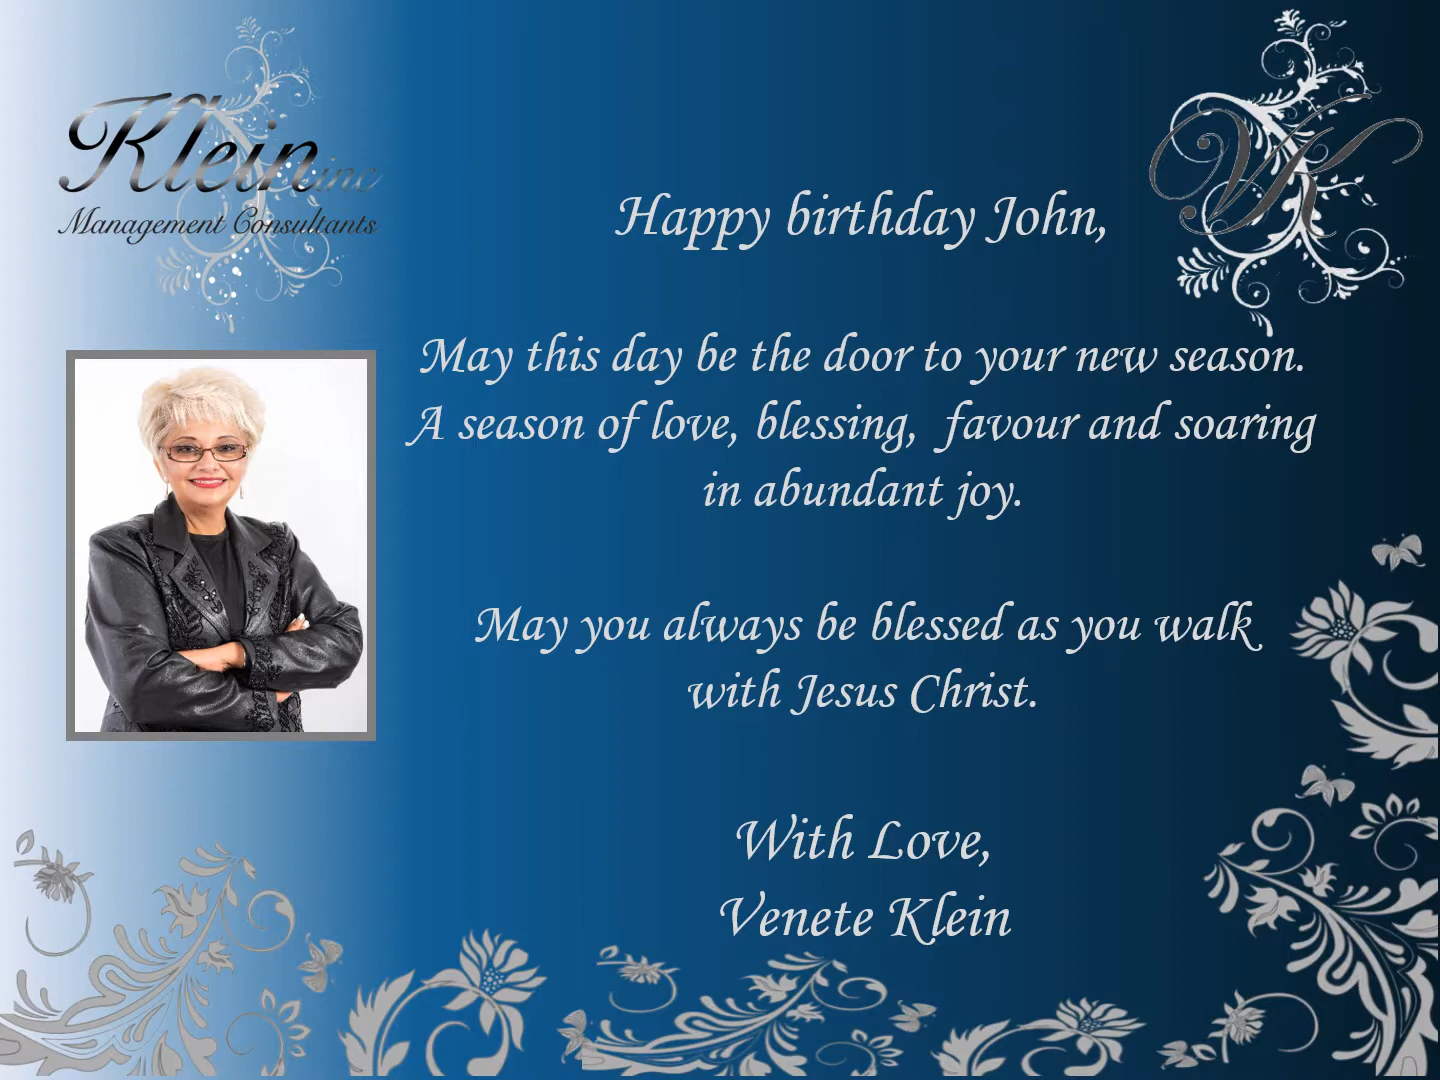 Klein inc
Management Consultants
VK
Happy birthday John,
May this day be the door to your new season.
A season of love, blessing, favour and soaring
in abundant joy.
May you always be blessed as you walk
with Jesus Christ.
With Love,
Venete Klein